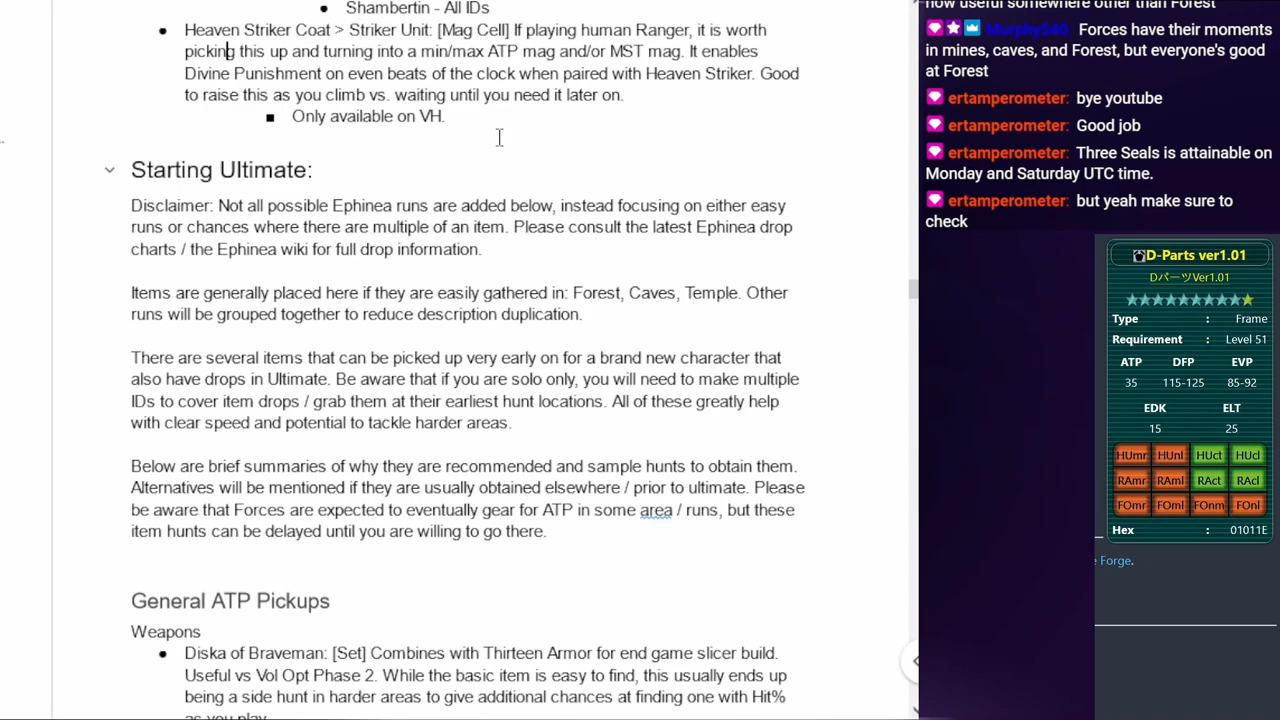 Shambertin - All IDs
Heaven Striker Coat > Striker Unit: [Mag Cell] If playing human Ranger, it is worth
picking this up and turning into a min/max ATP mag and/or MST mag. It enables
Divine Punishment on even beats of the clock when paired with Heaven Striker. Good
to raise this as you climb vs. waiting until you need it later on.
Only available on VH.
Starting Ultimate:
Disclaimer: Not all possible Ephinea runs are added below, instead focusing on either easy
runs or chances where there are multiple of an item. Please consult the latest Ephinea drop
charts / the Ephinea wiki for full drop information.
Items are generally placed here if they are easily gathered in: Forest, Caves, Temple. Other
runs will be grouped together to reduce description duplication.
There are several items that can be picked up very early on for a brand new character that
also have drops in Ultimate. Be aware that if you are solo only, you will need to make multiple
IDs to cover item drops / grab them at their earliest hunt locations. All of these greatly help
with clear speed and potential to tackle harder areas.
Below are brief summaries of why they are recommended and sample hunts to obtain them.
Alternatives will be mentioned if they are usually obtained elsewhere / prior to ultimate. Please
be aware that Forces are expected to eventually gear for ATP in some area / runs, but these
item hunts can be delayed until you are willing to go there.
General ATP Pickups
Weapons
Diska of Braveman: [Set] Combines with Thirteen Armor for end game slicer build.
Useful vs Vol Opt Phase 2. While the basic item is easy to find, this usually ends up
being a side hunt in harder areas to give additional chances at finding one with Hit%
as you play.
now useful somewhere other than Forest
Murphy540 Forces have their moments
in mines, caves, and Forest, but everyone's good
at Forest
ertamperometer: bye youtube
ertamperometer: Good job
ertamperometer: Three Seals is attainable on
Monday and Saturday UTC time.
ertamperometer: but yeah make sure to
check
D-Parts ver1.01
DパーツVer1.01
Type : Frame
Requirement : Level 51
ATP DFP EVP
35 115-125 85-92
EDK ELT
15 25
HUmr HUnl HUct HUcl
RAmr RAml RAct RAcl
FOmr FOml FOnm FOnl
Hex : 01011E
e Forge.